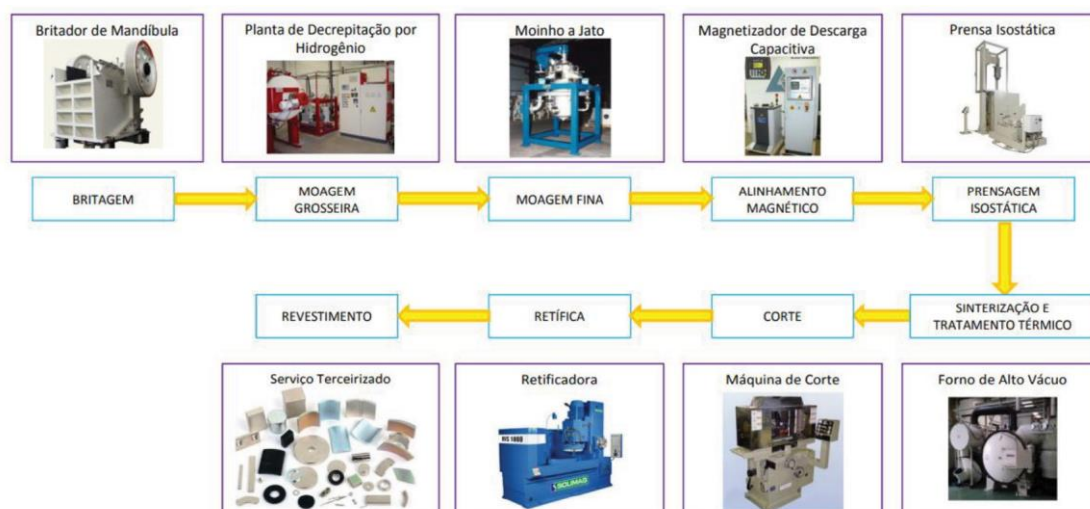 Britador de Mandíbula
Planta de Decrepitação por
Hidrogênio
Moinho a Jato
Magnetizador de Descarga
Capacitiva
Prensa Isostática
BRITAGEM
MOAGEM
GROSSEIRA
MOAGEM FINA
ALINHAMENTO
MAGNÉTICO
PRENSAGEM
ISOSTÁTICA
REVESTIMENTO
RETÍFICA
CORTE
SINTERIZAÇÃO E
TRATAMENTO TÉRMICO
Serviço Terceirizado
Retificadora
Máquina de Corte
Forno de Alto Vácuo
SOLIMAG